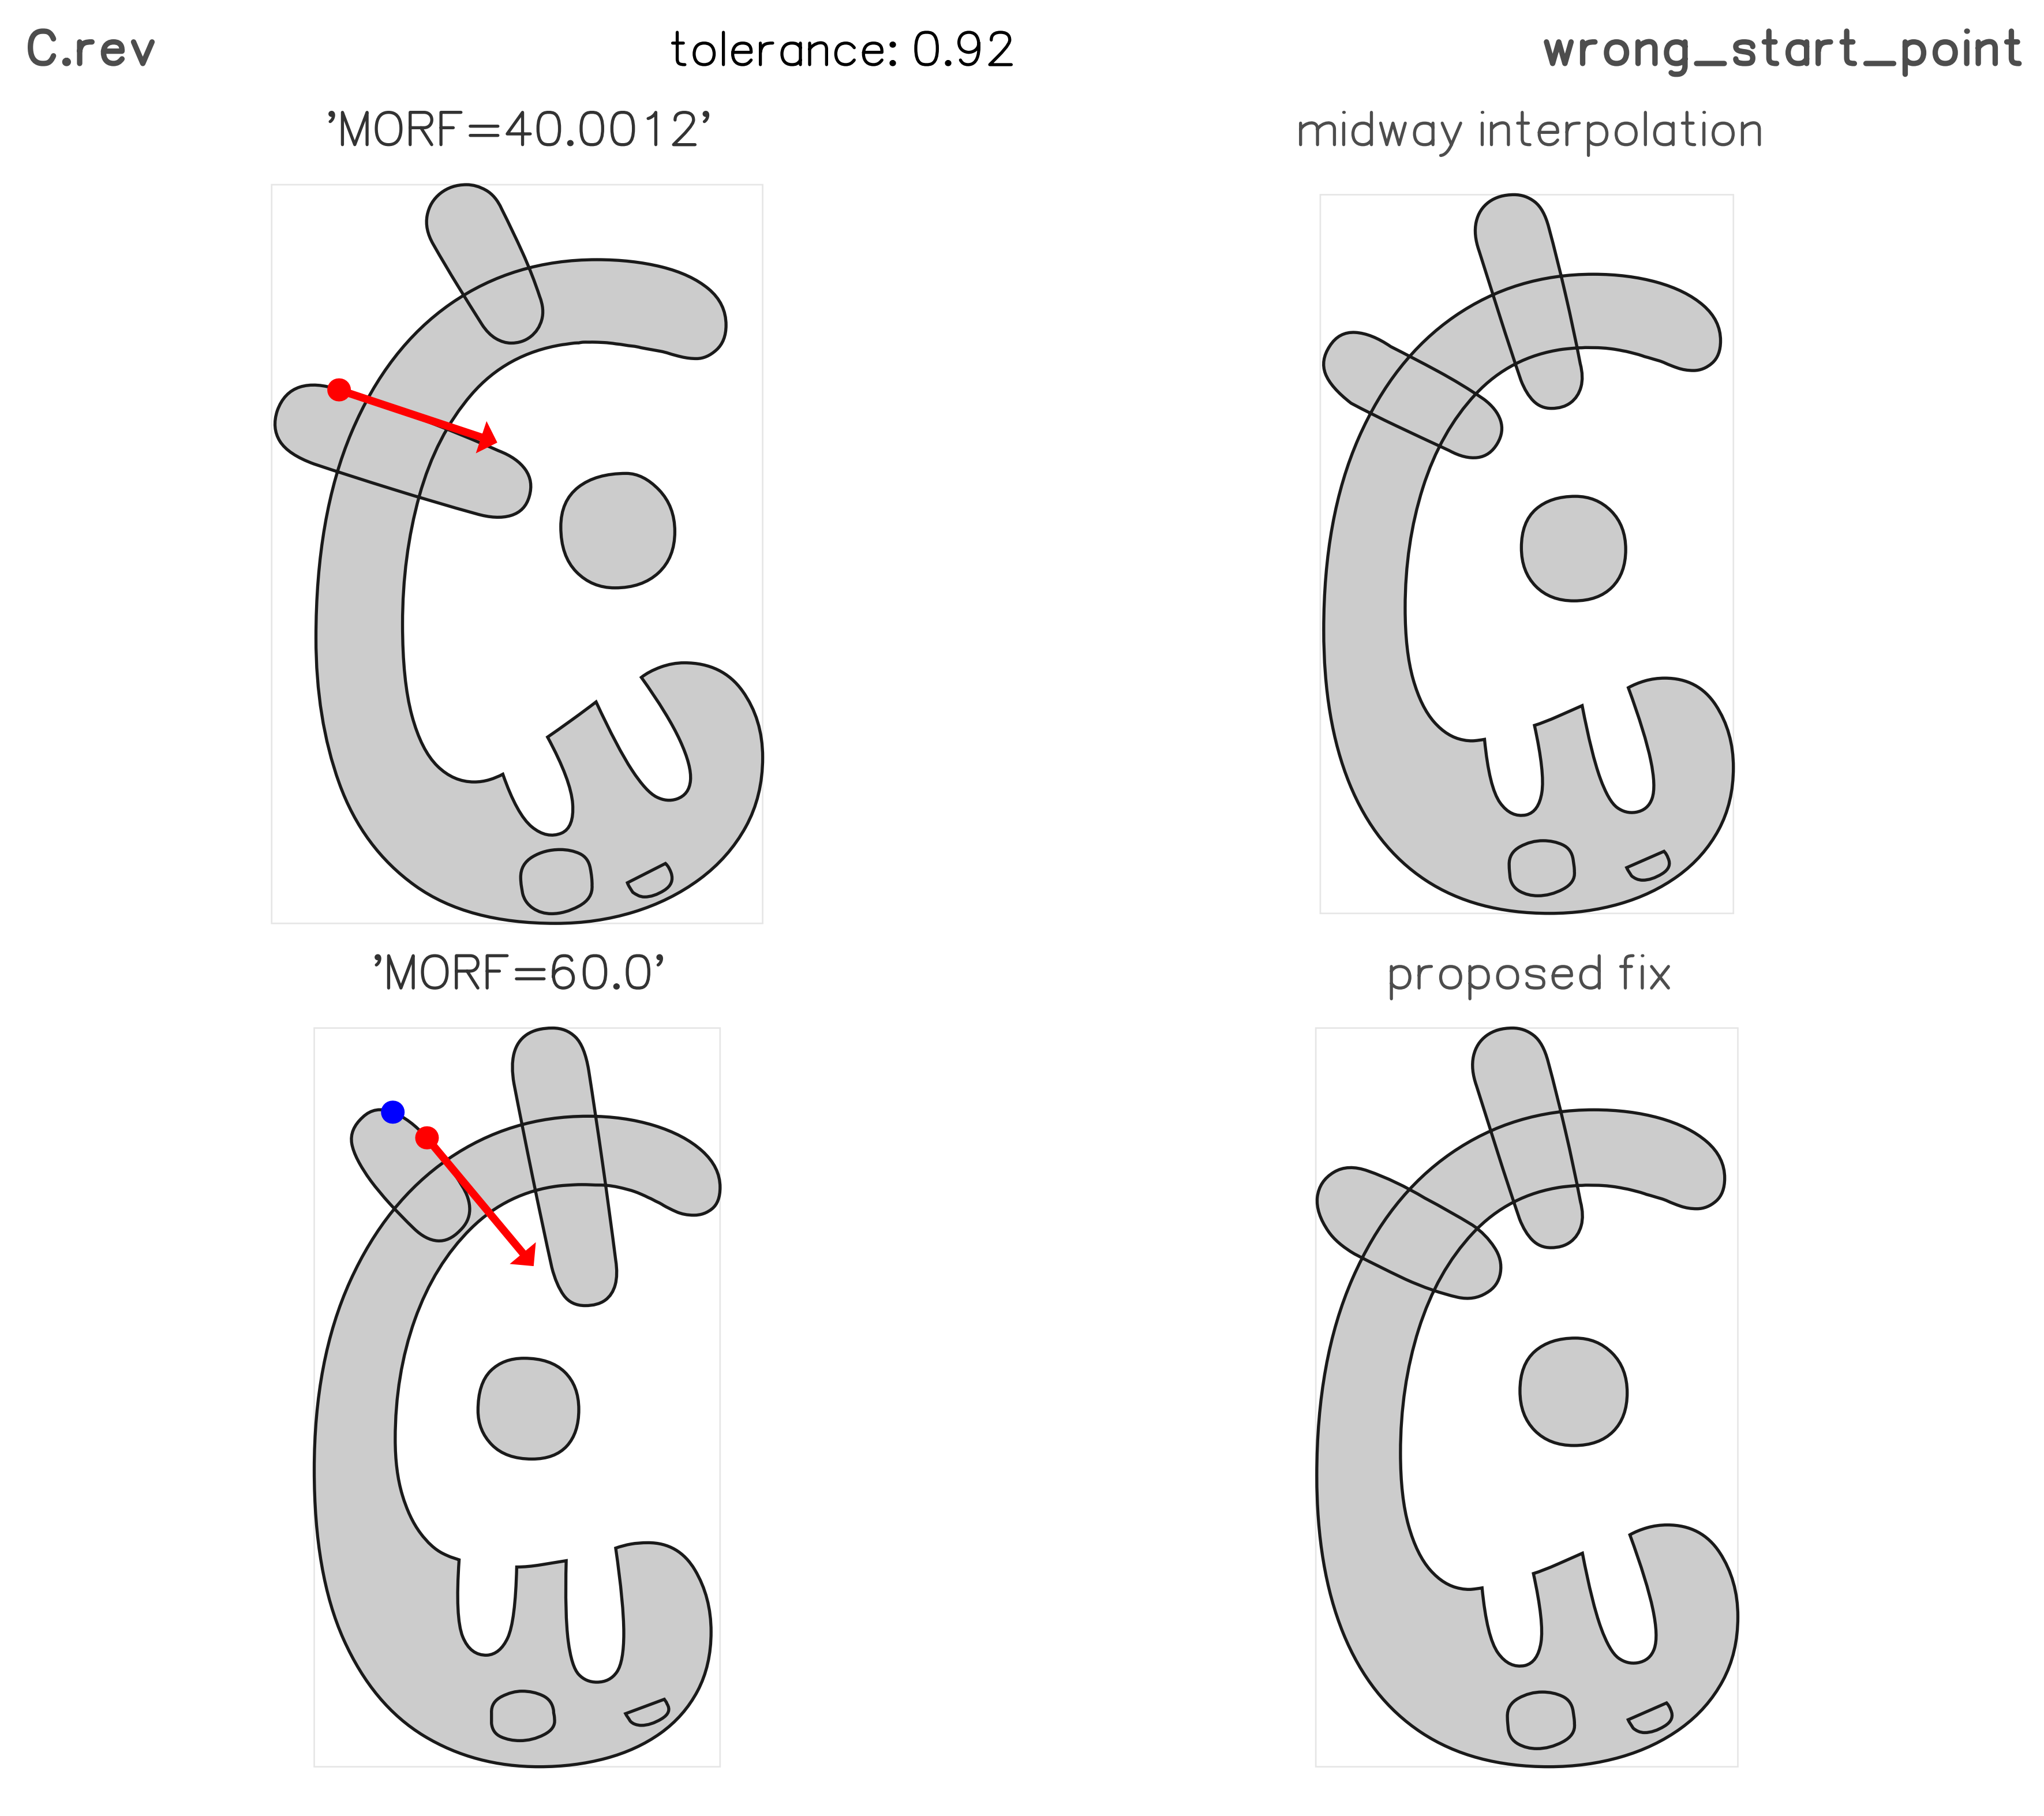 C.rev tolerance: 0.92 wrong_start_point
'MORF=40.0012' midway interpolation
'MORF=60.0' proposed fix